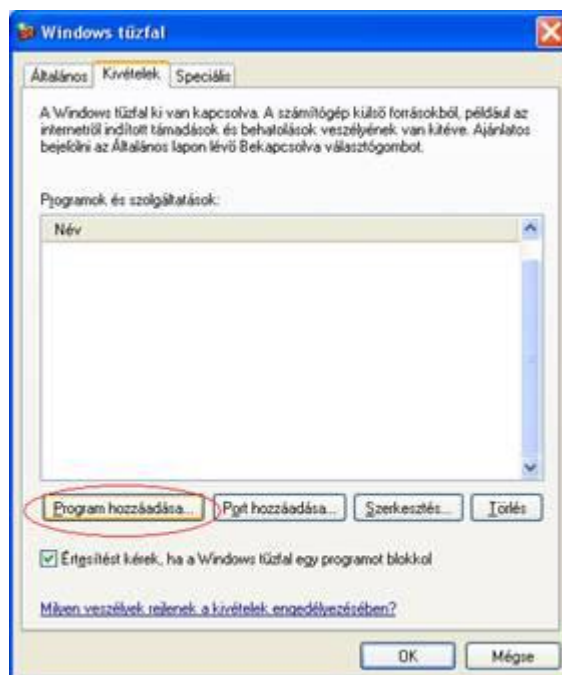 Windows tűzfal
Általános Kivételek Speciális
A Windows tűzfal ki van kapcsolva. A számítógép külső forrásokból, például az
internetről indított támadások és behatolások veszélyének van kitéve. Ajánlatos
bejelölni az Általános lapon lévő Bekapcsolva választógombot.
Programok és szolgáltatások:
Név
Program hozzáadása... Port hozzáadása... Szerkesztés... Törlés
Értesítést kérek, ha a Windows tűzfal egy programot blokkol
Milyen veszélyek rejlenek a kivételek engedélyezésében?
OK Mégse